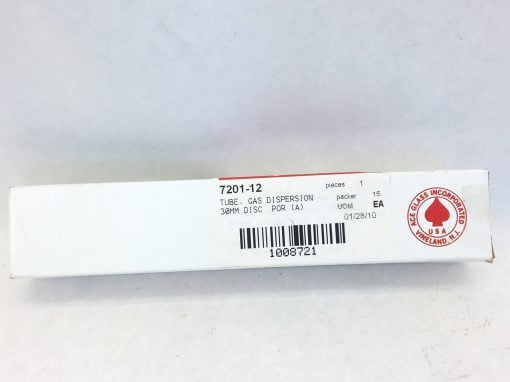 7201-12 pieces 1
TUBE, GAS DISPERSION packer 16
30MM DISC POR (A) UOM EA
01/28/10
1008721
ACE GLASS INCORPORATED
USA
VINELAND, N.J.